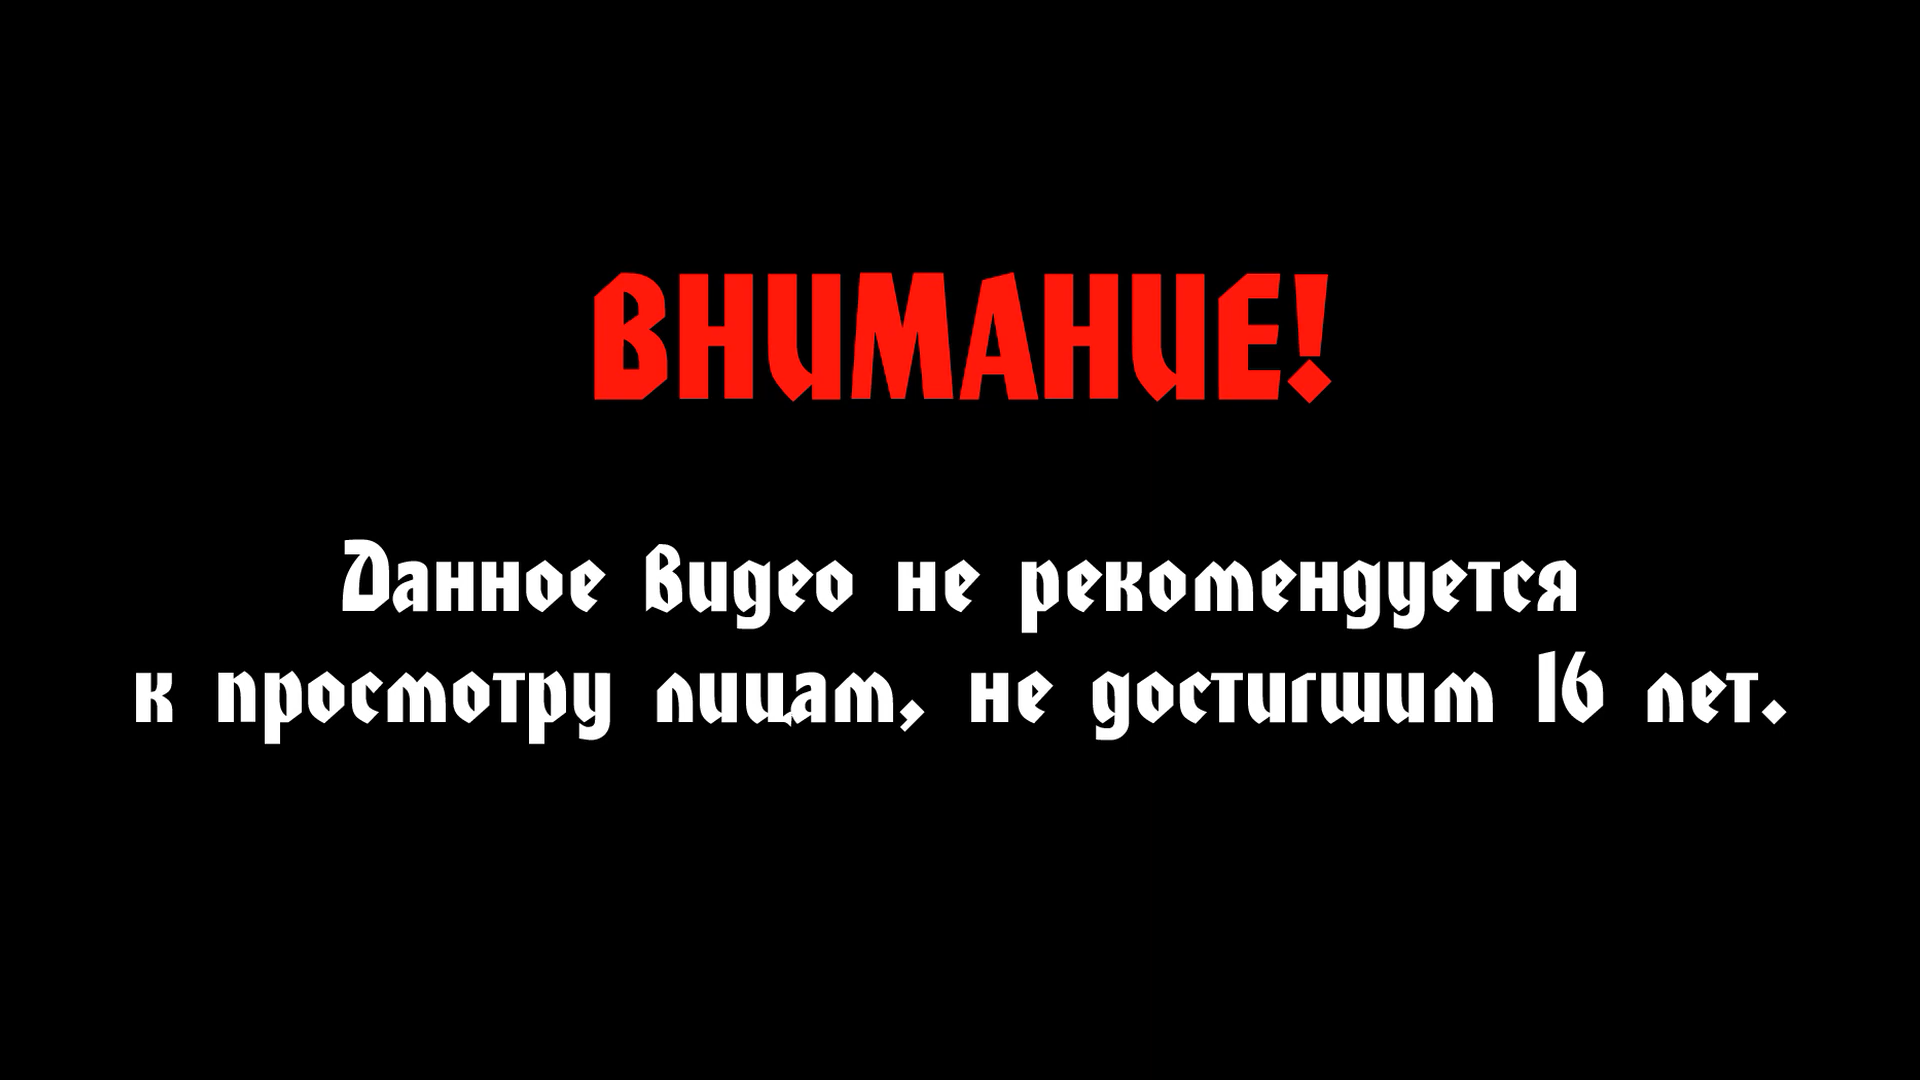 ВНИМАНИЕ!
Данное видео не рекомендуется
к просмотру лицам, не достигшим 16 лет.